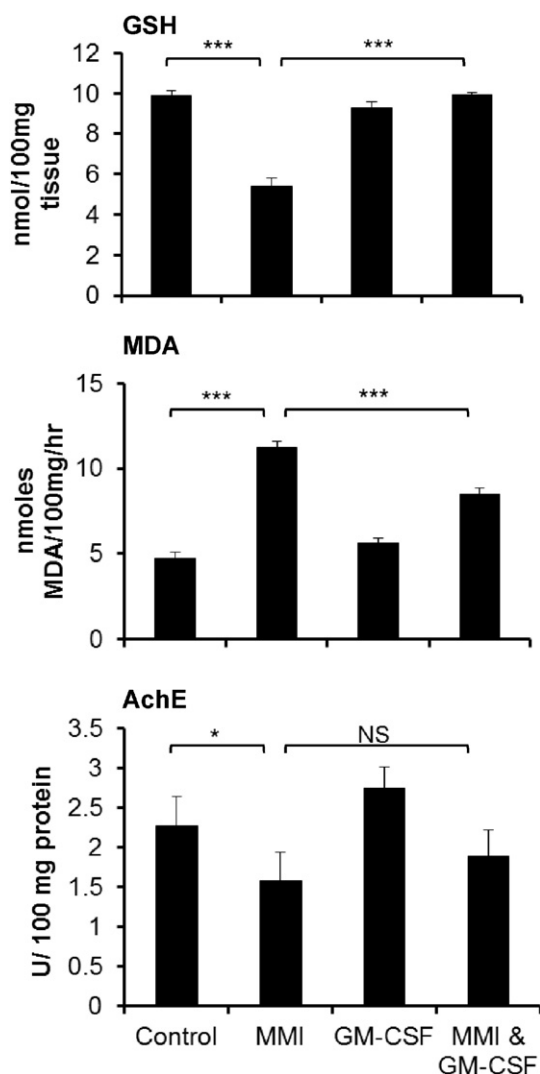 GSH
*** ***
12
10
8
6
4
2
0
nmol/100mg
tissue
MDA
*** ***
15
10
5
0
nmoles
MDA/100mg/hr
AchE
* NS
3.5
3
2.5
2
1.5
1
0.5
0
U/ 100 mg protein
Control MMI GM-CSF MMI &
GM-CSF